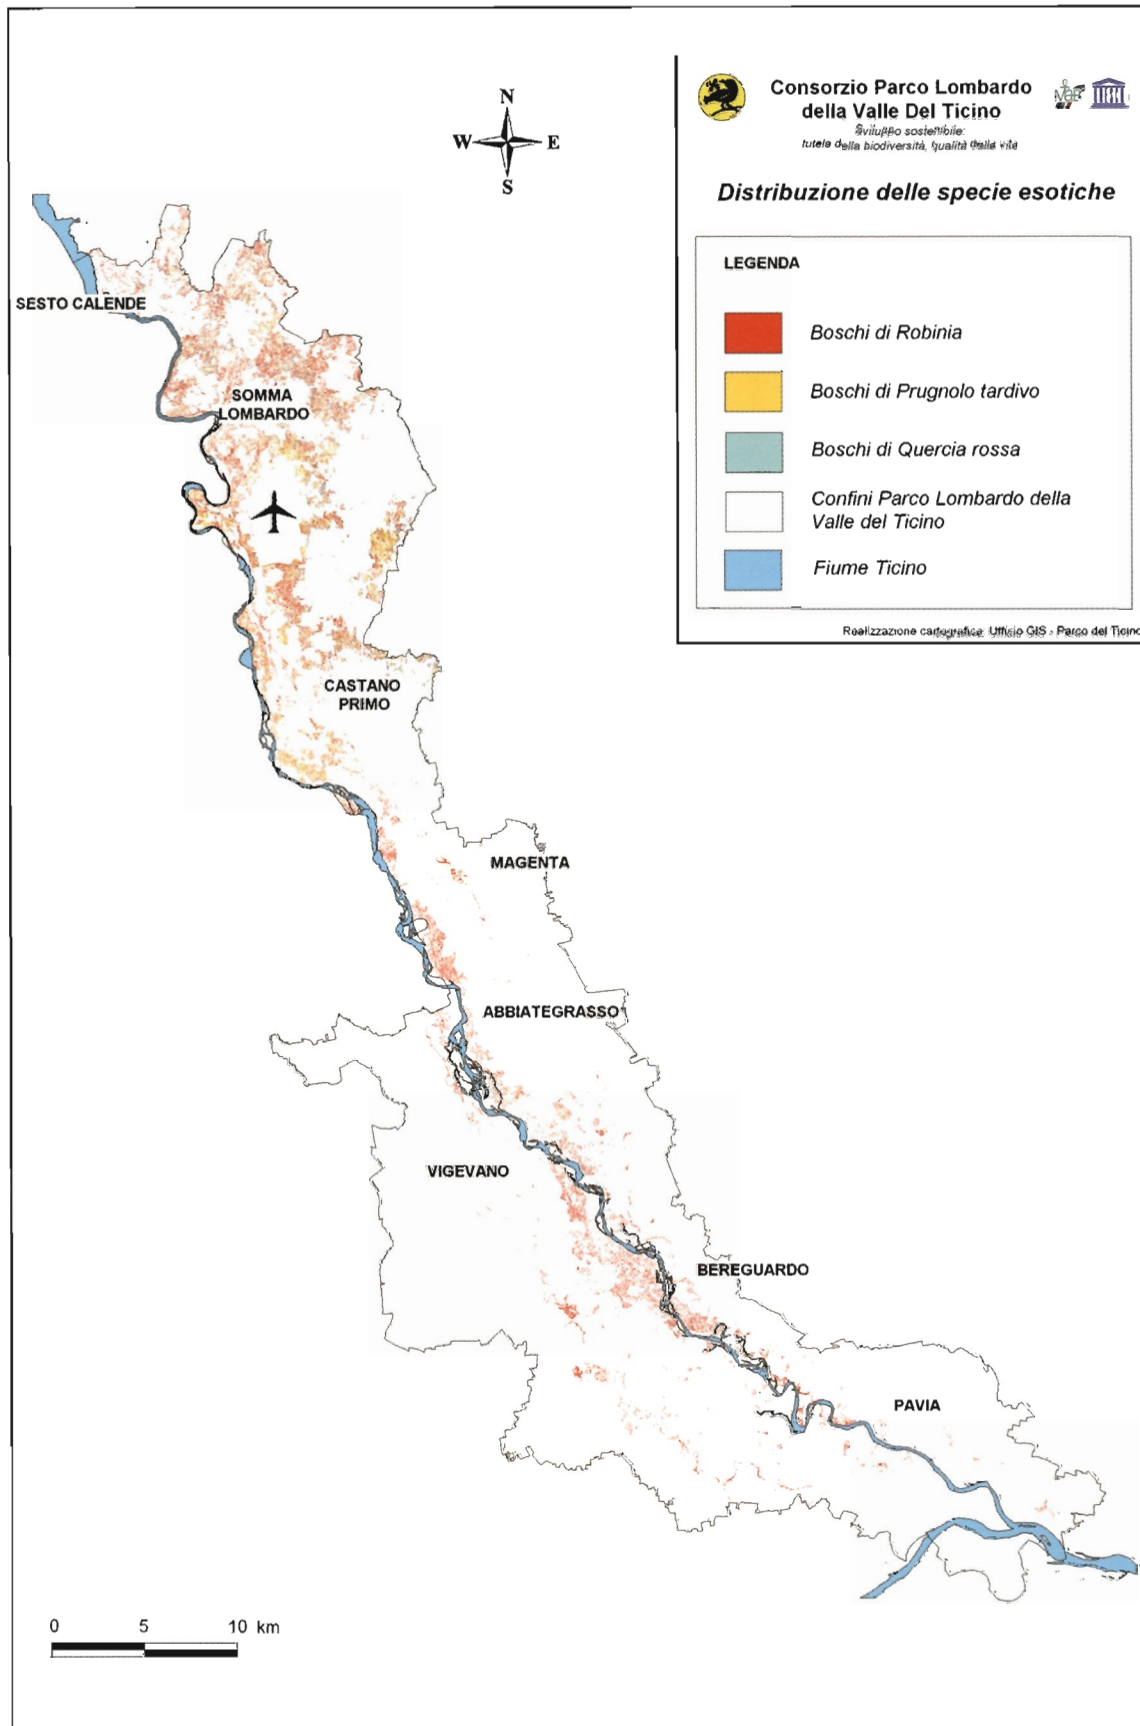 N
W
E
S
Consorzio Parco Lombardo
della Valle Del Ticino
Sviluppo sostenibile:
tutela della biodiversità, qualità della vita
Distribuzione delle specie esotiche
LEGENDA
Boschi di Robinia
Boschi di Prugnolo tardivo
Boschi di Quercia rossa
Confini Parco Lombardo della
Valle del Ticino
Fiume Ticino
Realizzazione cartografica: Ufficio GIS - Parco del Ticino
SESTO CALENDE
SOMMA
LOMBARDO
CASTANO
PRIMO
MAGENTA
ABBIATEGRASSO
VIGEVANO
BEREGUARDO
PAVIA
0 5 10 km